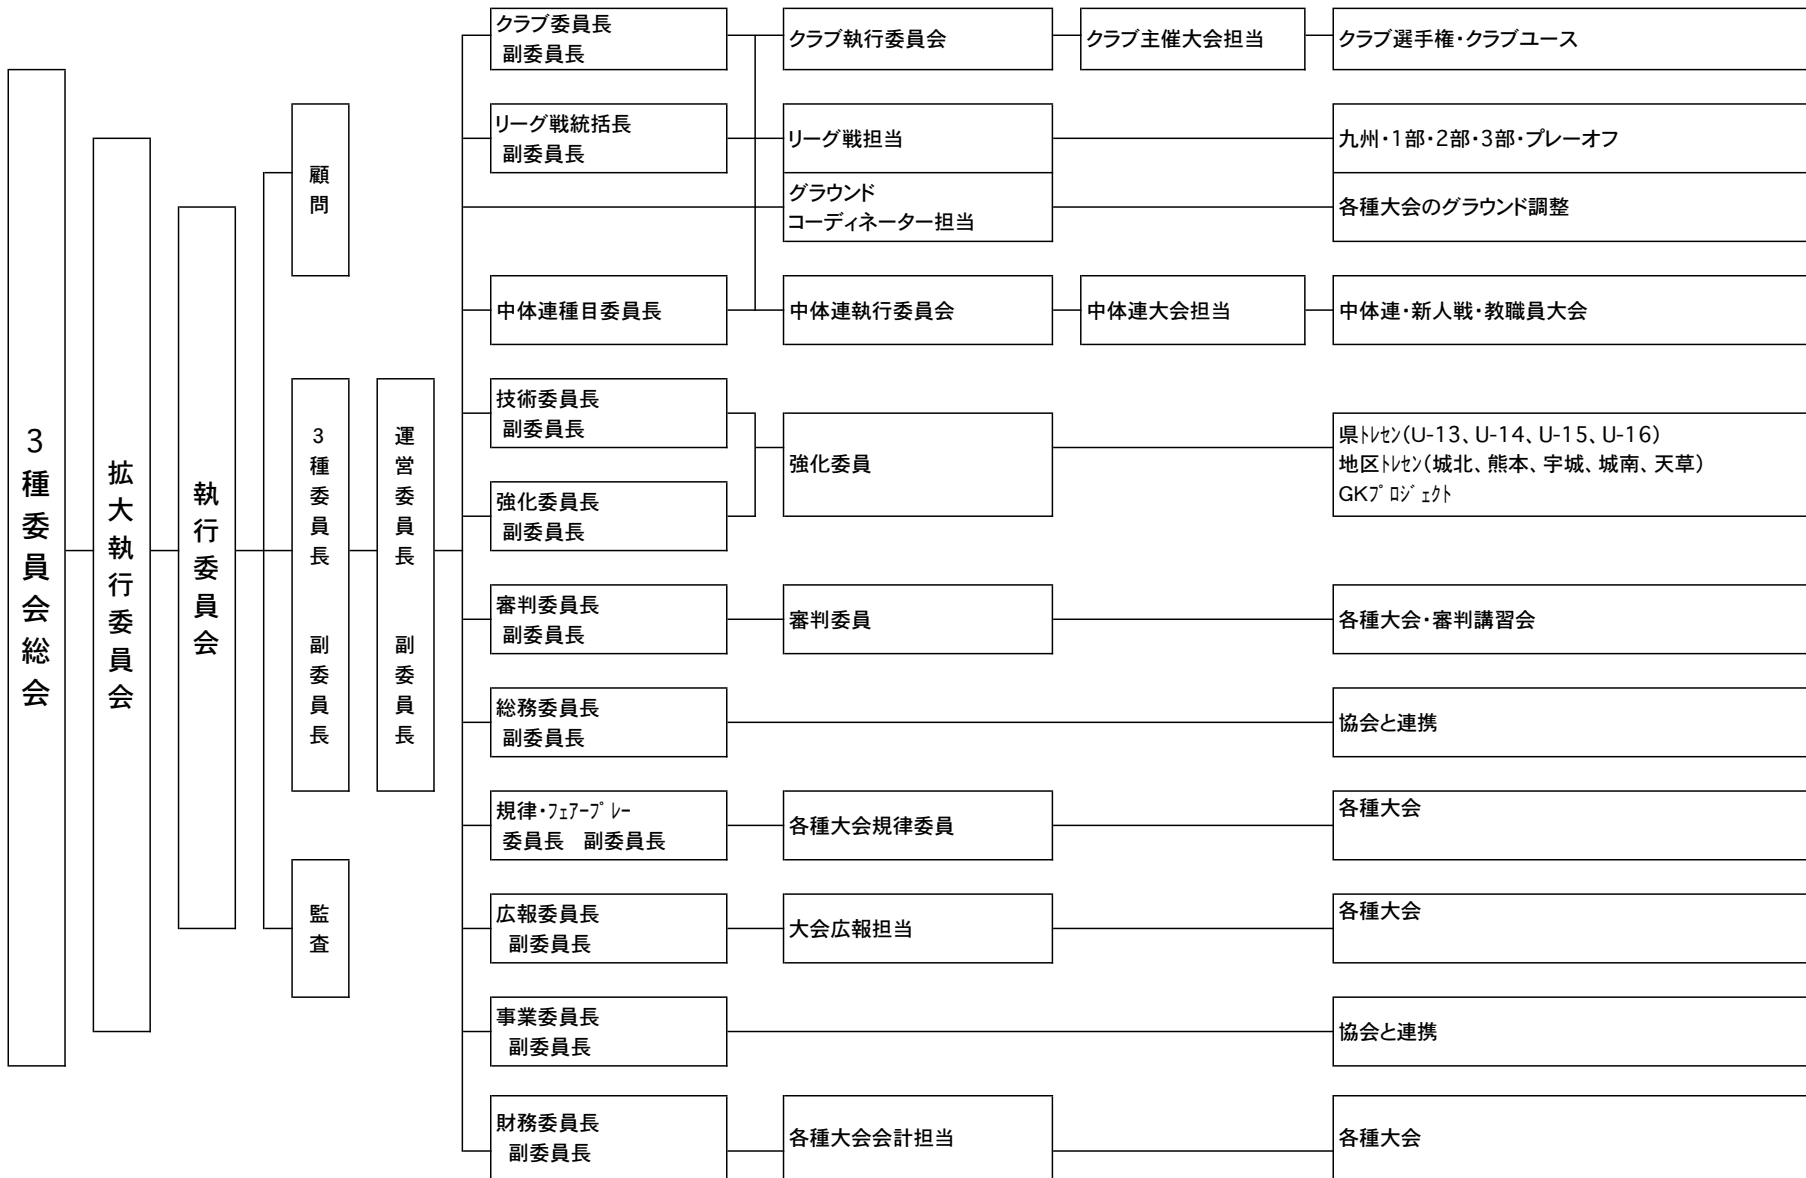 3種委員会総会
拡大執行委員会
執行委員会
顧問
3種委員長　副委員長
監査
運営委員長　副委員長
クラブ委員長
副委員長
クラブ執行委員会
クラブ主催大会担当
クラブ選手権・クラブユース
リーグ戦統括長
副委員長
リーグ戦担当
九州・1部・2部・3部・プレーオフ
グラウンド
コーディネーター担当
各種大会のグラウンド調整
中体連種目委員長
中体連執行委員会
中体連大会担当
中体連・新人戦・教職員大会
技術委員長
副委員長
強化委員長
副委員長
強化委員
県ﾄﾚｾﾝ(U-13、U-14、U-15、U-16)
地区ﾄﾚｾﾝ(城北、熊本、宇城、城南、天草)
GKﾌﾟﾛｼﾞｪｸﾄ
審判委員長
副委員長
審判委員
各種大会・審判講習会
総務委員長
副委員長
協会と連携
規律・ﾌｪｱｰﾌﾟﾚｰ
委員長　副委員長
各種大会規律委員
各種大会
広報委員長
副委員長
大会広報担当
各種大会
事業委員長
副委員長
協会と連携
財務委員長
副委員長
各種大会会計担当
各種大会